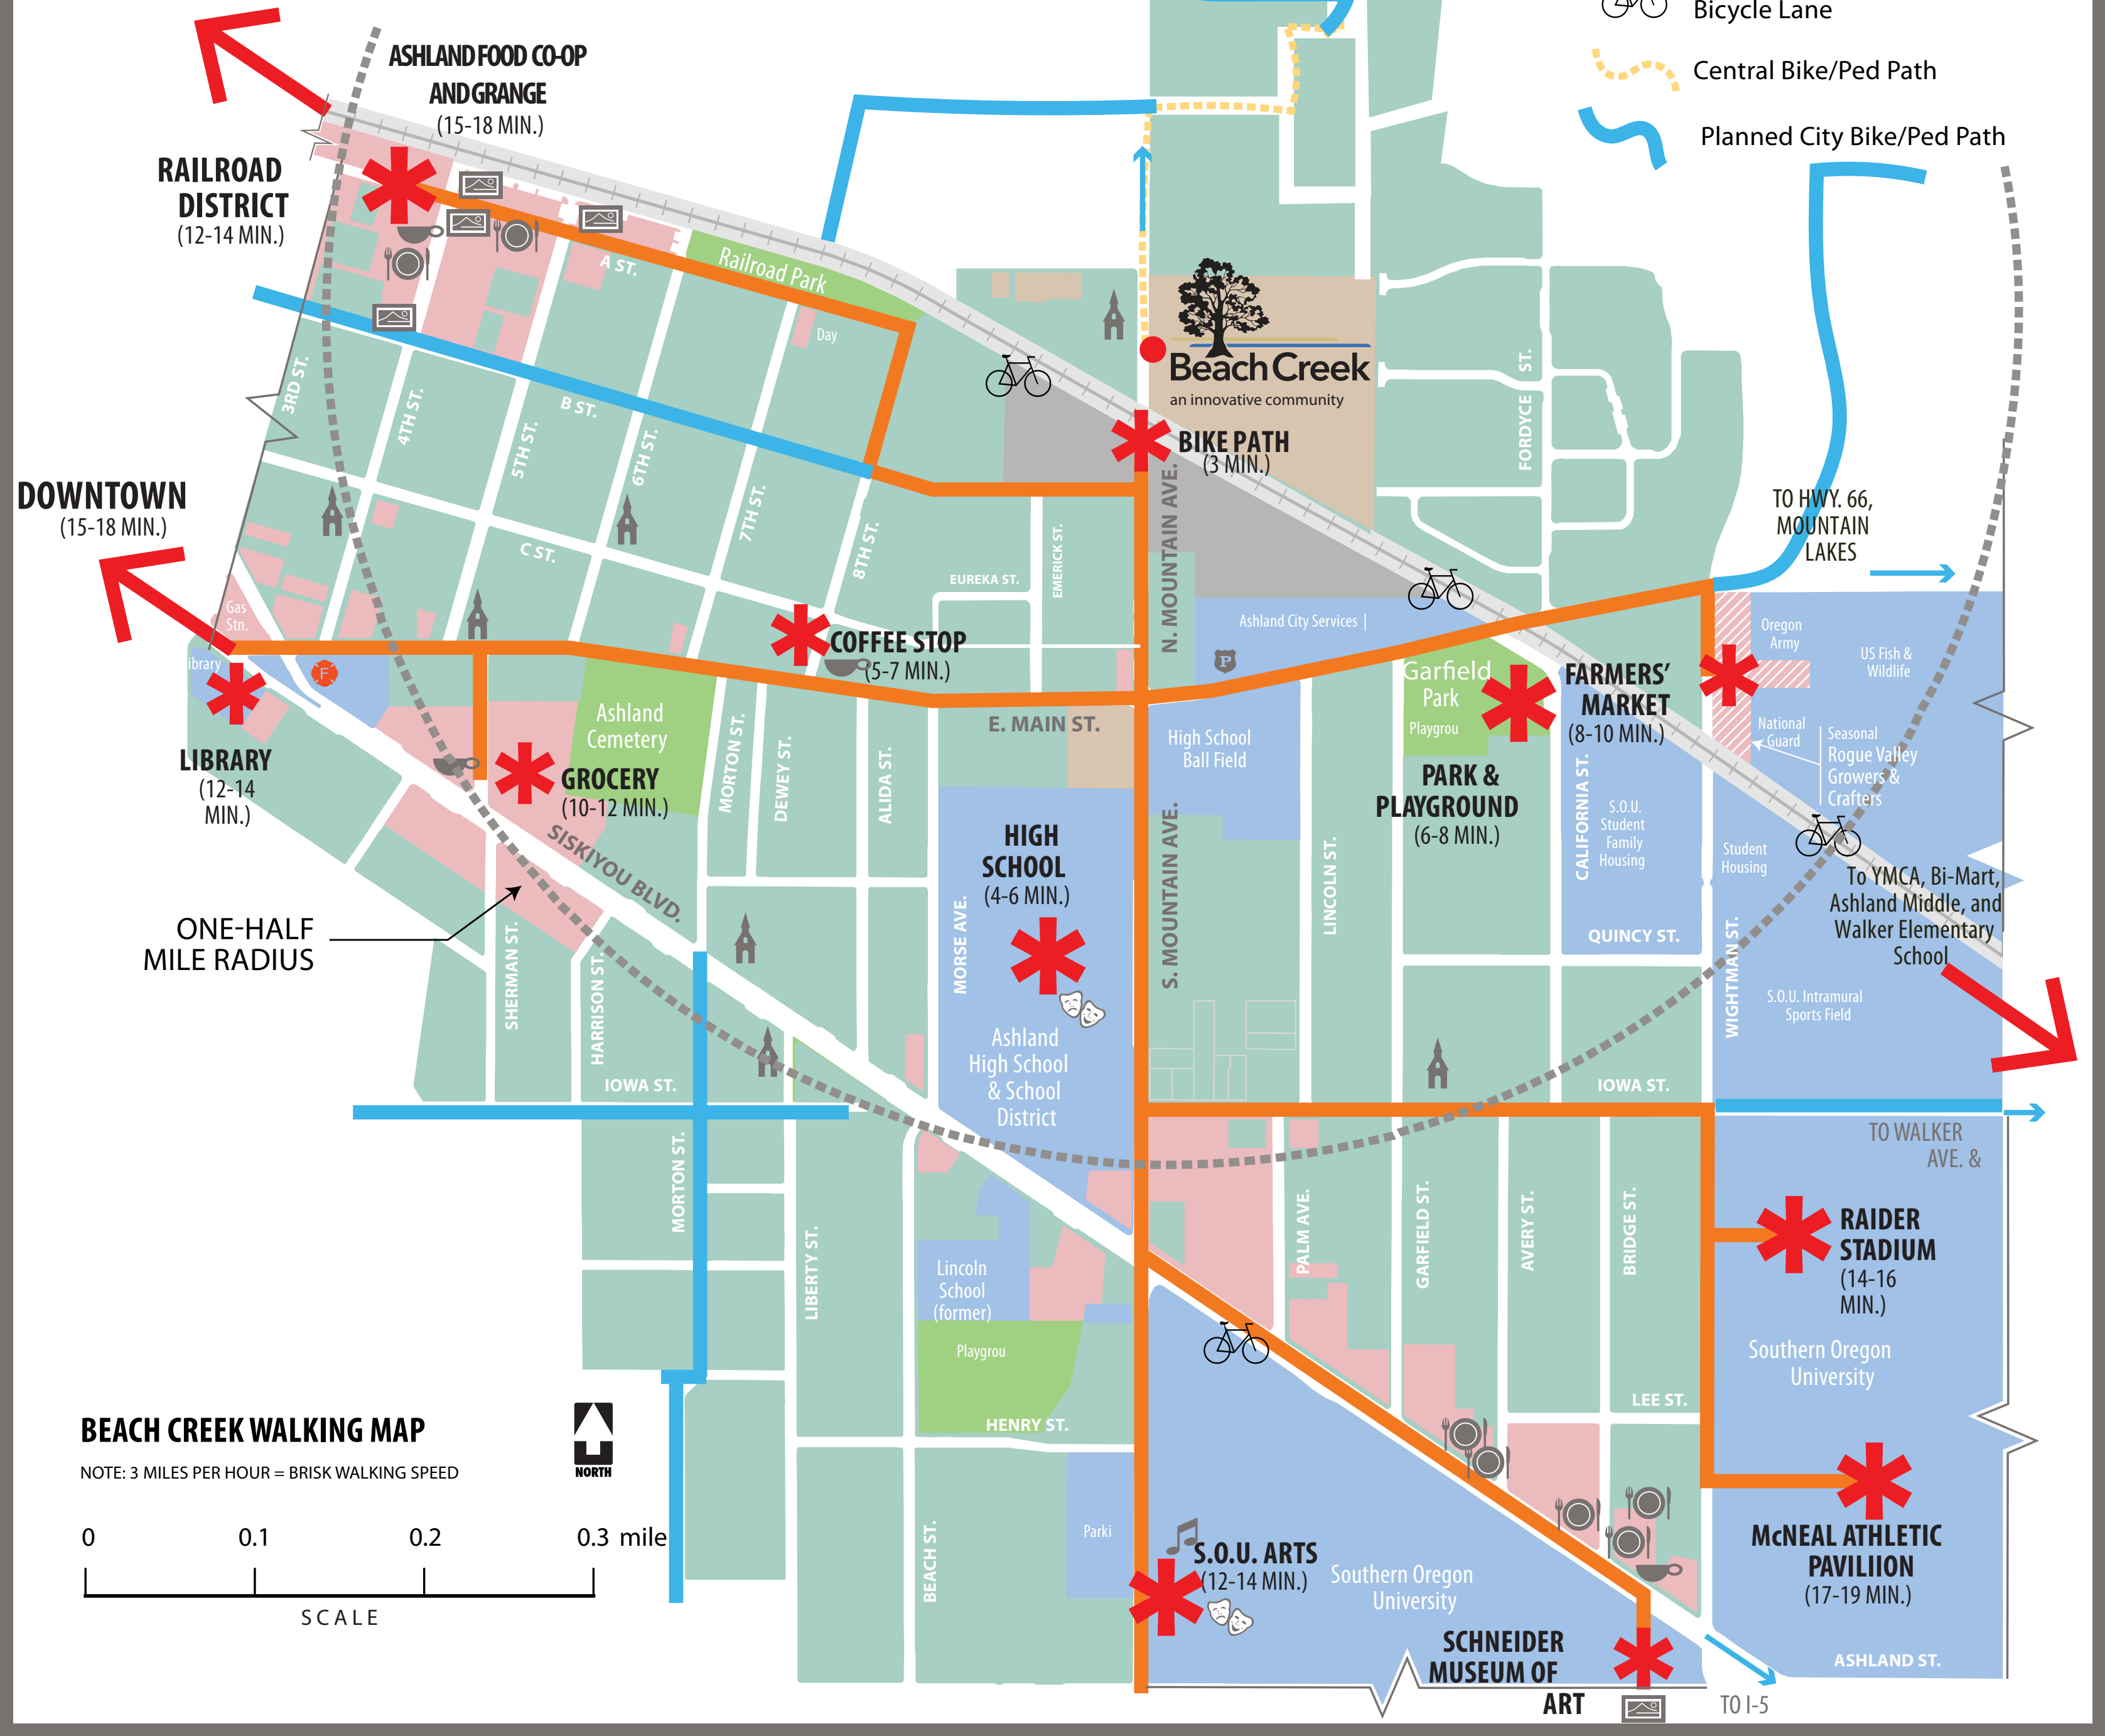 Bicycle Lane
Central Bike/Ped Path
Planned City Bike/Ped Path
ASHLAND FOOD CO-OP
AND GRANGE
(15-18 MIN.)
RAILROAD
DISTRICT
(12-14 MIN.)
A ST.
Railroad Park
Day
3RD ST.
4TH ST.
5TH ST.
B ST.
6TH ST.
7TH ST.
8TH ST.
C ST.
Beach Creek
an innovative community
BIKE PATH
(3 MIN.)
FORDYCE ST.
N. MOUNTAIN AVE.
EMERICK ST.
EUREKA ST.
TO HWY. 66,
MOUNTAIN
LAKES
DOWNTOWN
(15-18 MIN.)
Gas
Stn.
ibrary
F
LIBRARY
(12-14
MIN.)
COFFEE STOP
(5-7 MIN.)
Ashland City Services |
P
Garfield
Park
Playgrou
PARK &
PLAYGROUND
(6-8 MIN.)
FARMERS'
MARKET
(8-10 MIN.)
Oregon
Army
US Fish &
Wildlife
National
Guard
Seasonal
Rogue Valley
Growers &
Crafters
Ashland
Cemetery
GROCERY
(10-12 MIN.)
SISKIYOU BLVD.
MORTON ST.
DEWEY ST.
ALIDA ST.
E. MAIN ST.
High School
Ball Field
HIGH
SCHOOL
(4-6 MIN.)
MORSE AVE.
S. MOUNTAIN AVE.
LINCOLN ST.
CALIFORNIA ST.
S.O.U.
Student
Family
Housing
Student
Housing
QUINCY ST.
WIGHTMAN ST.
To YMCA, Bi-Mart,
Ashland Middle, and
Walker Elementary
School
S.O.U. Intramural
Sports Field
ONE-HALF
MILE RADIUS
SHERMAN ST.
HARRISON ST.
IOWA ST.
Ashland
High School
& School
District
IOWA ST.
TO WALKER
AVE. &
MORTON ST.
LIBERTY ST.
Lincoln
School
(former)
Playgrou
HENRY ST.
PALM AVE.
GARFIELD ST.
AVERY ST.
BRIDGE ST.
LEE ST.
RAIDER
STADIUM
(14-16
MIN.)
Southern Oregon
University
McNEAL ATHLETIC
PAVILIION
(17-19 MIN.)
BEACH ST.
Parki
S.O.U. ARTS
(12-14 MIN.)
Southern Oregon
University
SCHNEIDER
MUSEUM OF
ART
ASHLAND ST.
TO I-5
BEACH CREEK WALKING MAP
NOTE: 3 MILES PER HOUR = BRISK WALKING SPEED
NORTH
0 0.1 0.2 0.3 mile
SCALE